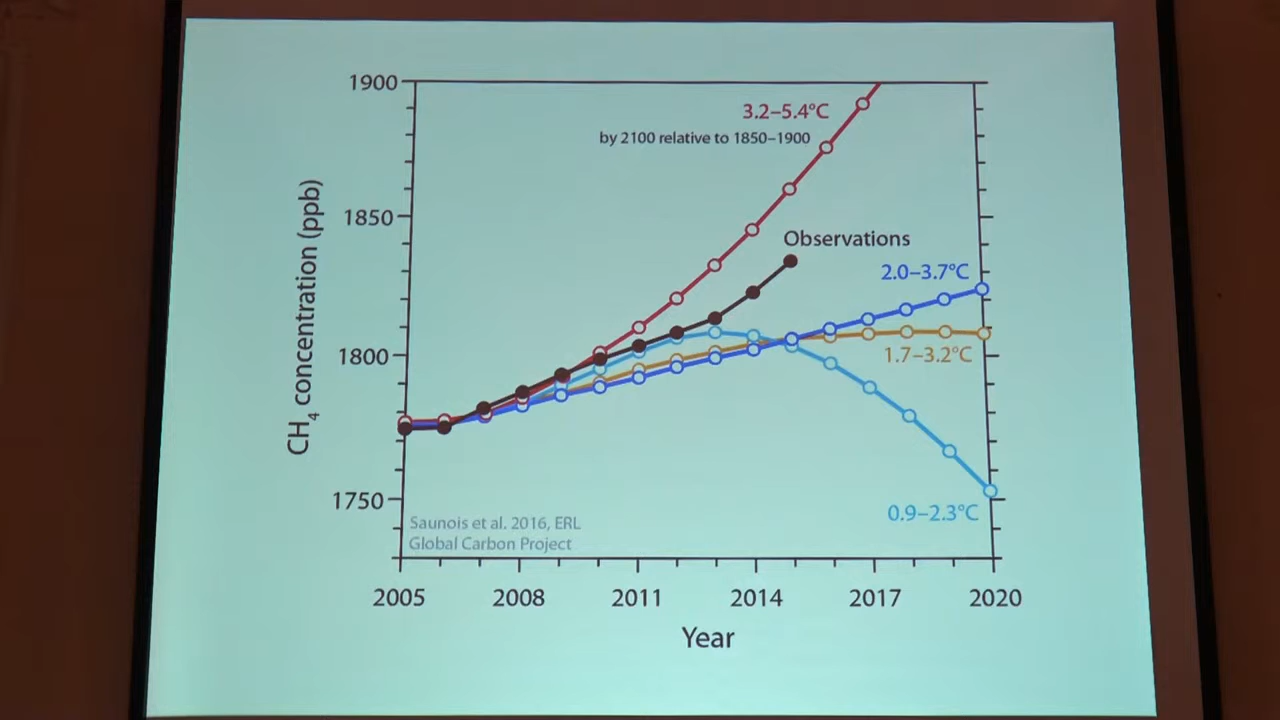 1900
3.2–5.4°C
by 2100 relative to 1850–1900
1850
Observations
2.0–3.7°C
1800
1.7–3.2°C
CH₄ concentration (ppb)
1750
0.9–2.3°C
Saunois et al. 2016, ERL
Global Carbon Project
2005 2008 2011 2014 2017 2020
Year